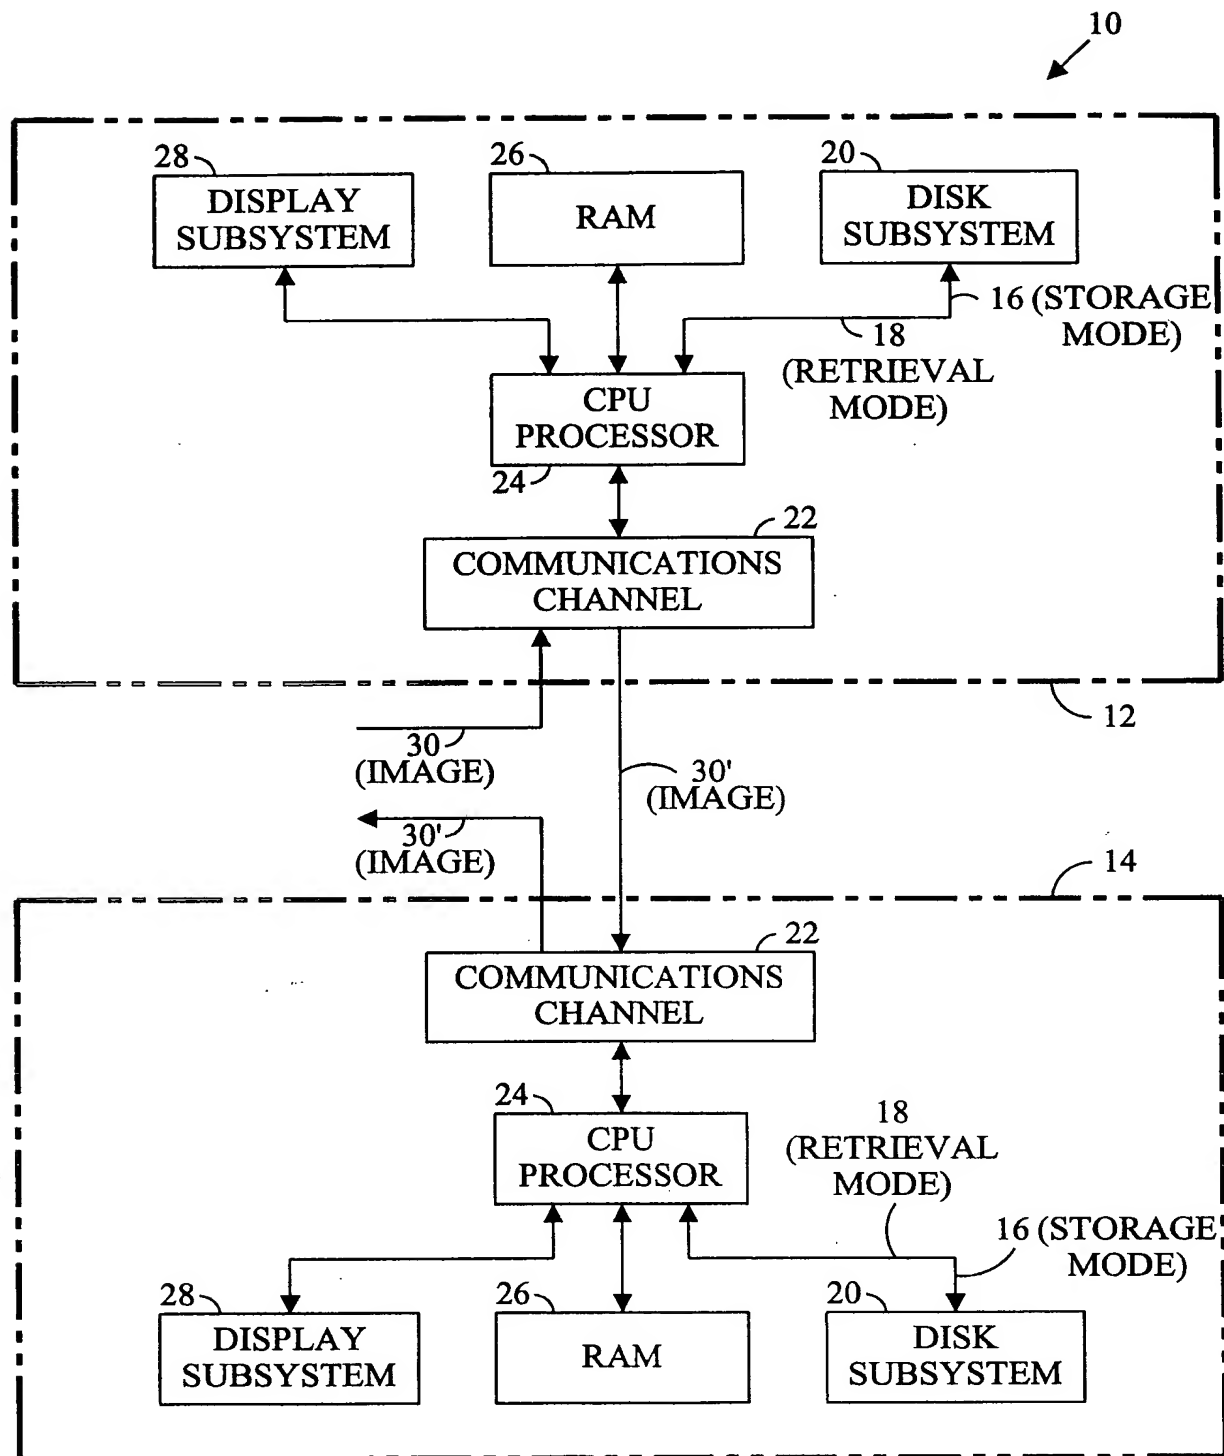 10
28
DISPLAY
SUBSYSTEM
26
RAM
20
DISK
SUBSYSTEM
16 (STORAGE
MODE)
18
(RETRIEVAL
MODE)
CPU
PROCESSOR
24
22
COMMUNICATIONS
CHANNEL
12
30
(IMAGE)
30'
(IMAGE)
30'
(IMAGE)
14
22
COMMUNICATIONS
CHANNEL
24
CPU
PROCESSOR
18
(RETRIEVAL
MODE)
16 (STORAGE
MODE)
28
DISPLAY
SUBSYSTEM
26
RAM
20
DISK
SUBSYSTEM